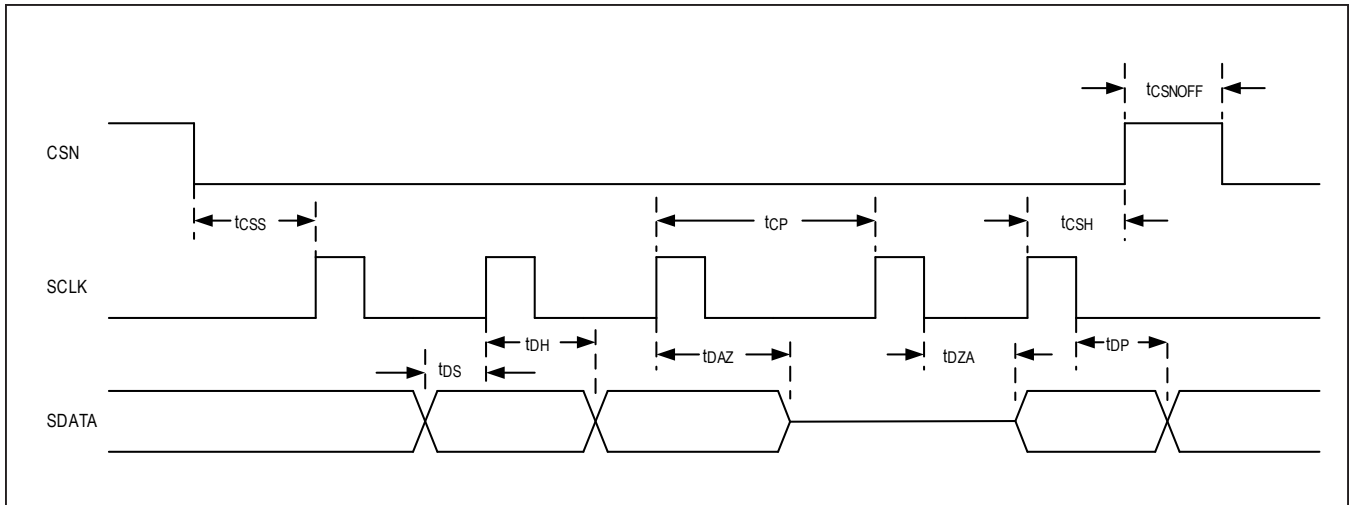 tCSNOFF
CSN
tCSS
tCP
tCSH
SCLK
tDH
tDAZ
tDZA
tDP
tDS
SDATA